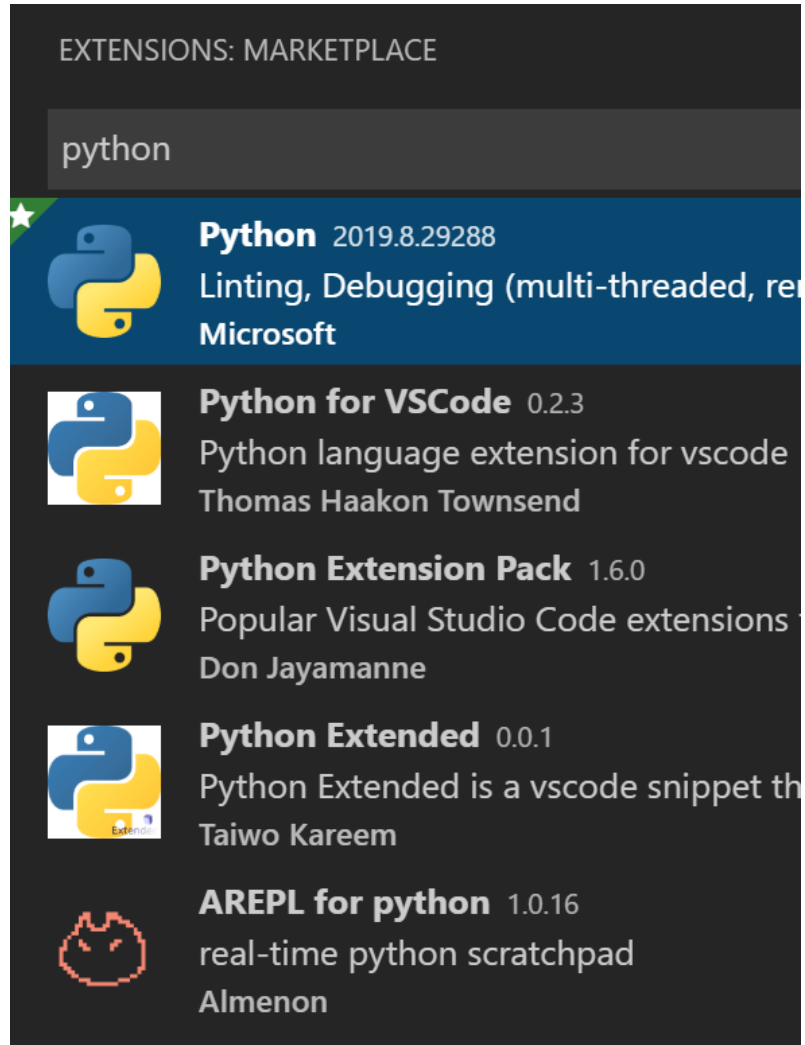 EXTENSIONS: MARKETPLACE
python
Python 2019.8.29288
Linting, Debugging (multi-threaded,
Microsoft
Python for VSCode 0.2.3
Python language extension for vscode
Thomas Haakon Townsend
Python Extension Pack 1.6.0
Popular Visual Studio Code extensions
Don Jayamanne
Python Extended 0.0.1
Python Extended is a vscode snippet
Taiwo Kareem
AREPL for python 1.0.16
real-time python scratchpad
Almenon